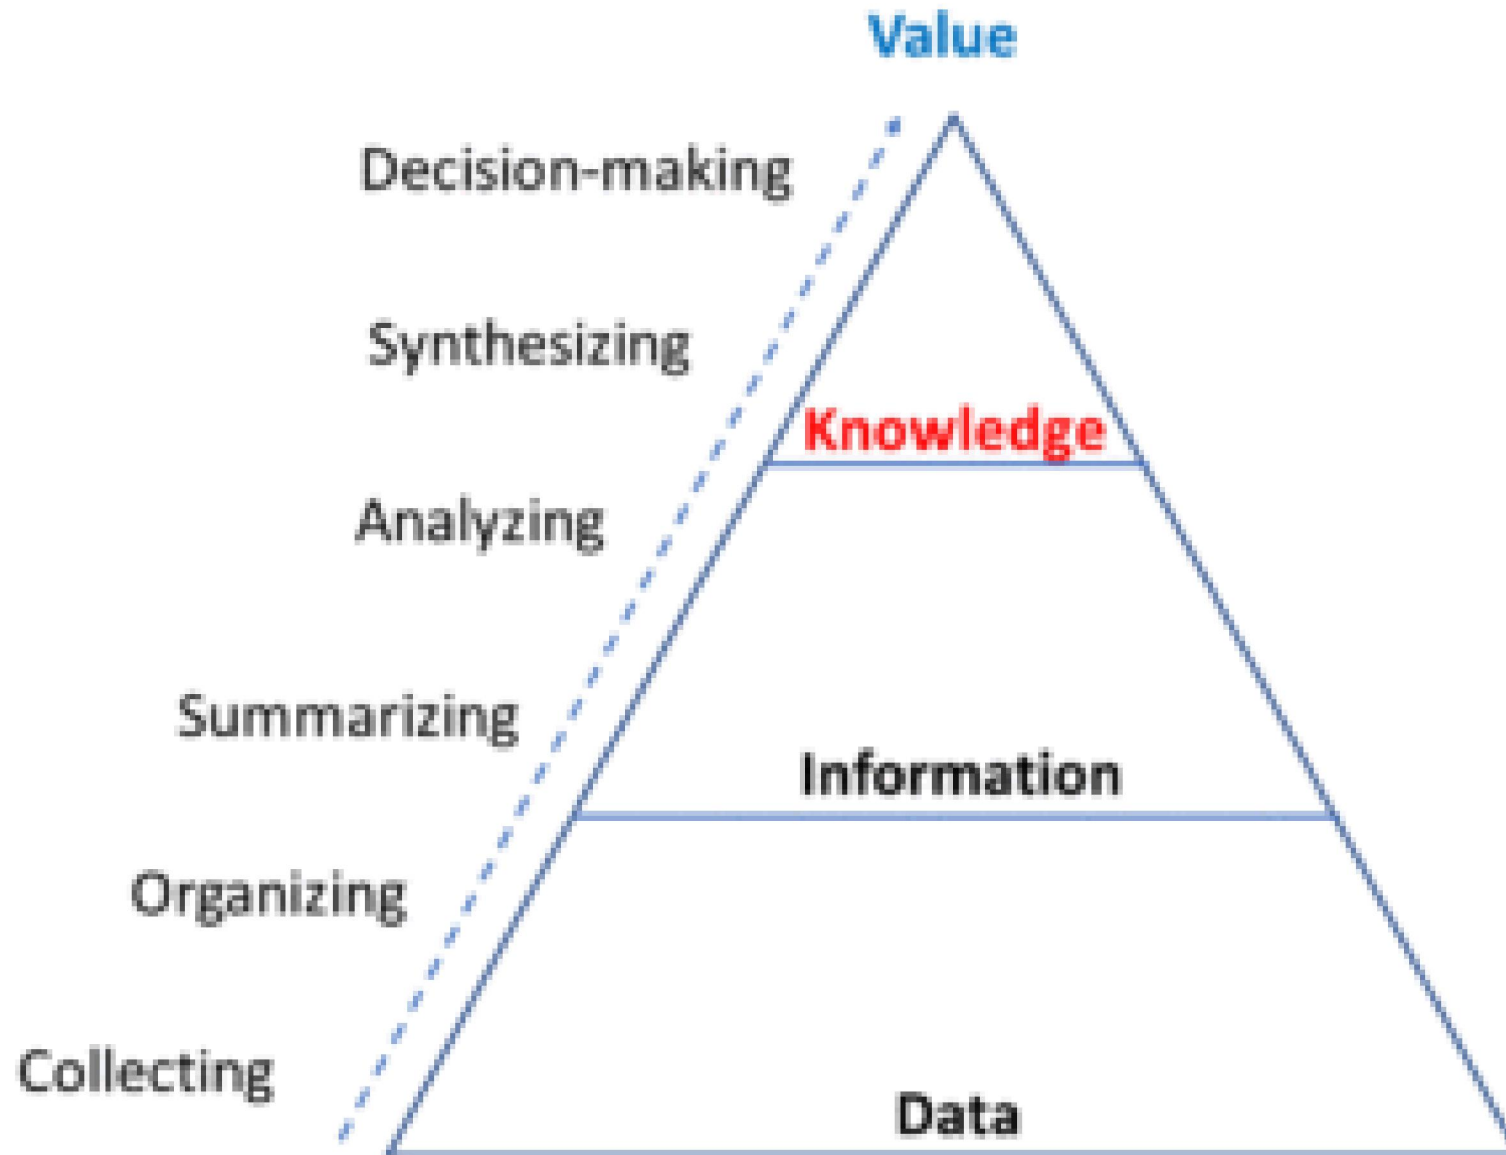 Value
Decision-making
Synthesizing
Knowledge
Analyzing
Summarizing
Information
Organizing
Collecting
Data